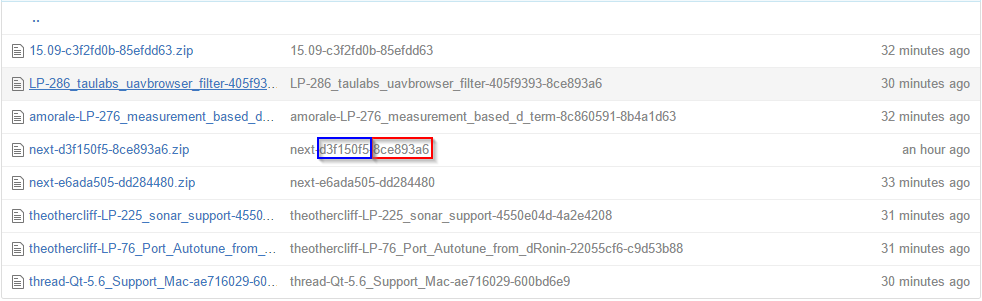 ..
15.09-c3f2fd0b-85efdd63.zip 15.09-c3f2fd0b-85efdd63 32 minutes ago
LP-286_taulabs_uavbrowser_filter-405f93... LP-286_taulabs_uavbrowser_filter-405f9393-8ce893a6 30 minutes ago
amorale-LP-276_measurement_based_d_... amorale-LP-276_measurement_based_d_term-8c860591-8b4a1d63 32 minutes ago
next-d3f150f5-8ce893a6.zip next-d3f150f5-8ce893a6 an hour ago
next-e6ada505-dd284480.zip next-e6ada505-dd284480 33 minutes ago
theothercliff-LP-225_sonar_support-4550... theothercliff-LP-225_sonar_support-4550e04d-4a2e4208 31 minutes ago
theothercliff-LP-76_Port_Autotune_from_... theothercliff-LP-76_Port_Autotune_from_dRonin-22055cf6-c9d53b88 31 minutes ago
thread-Qt-5.6_Support_Mac-ae716029-60... thread-Qt-5.6_Support_Mac-ae716029-600bd6e9 30 minutes ago